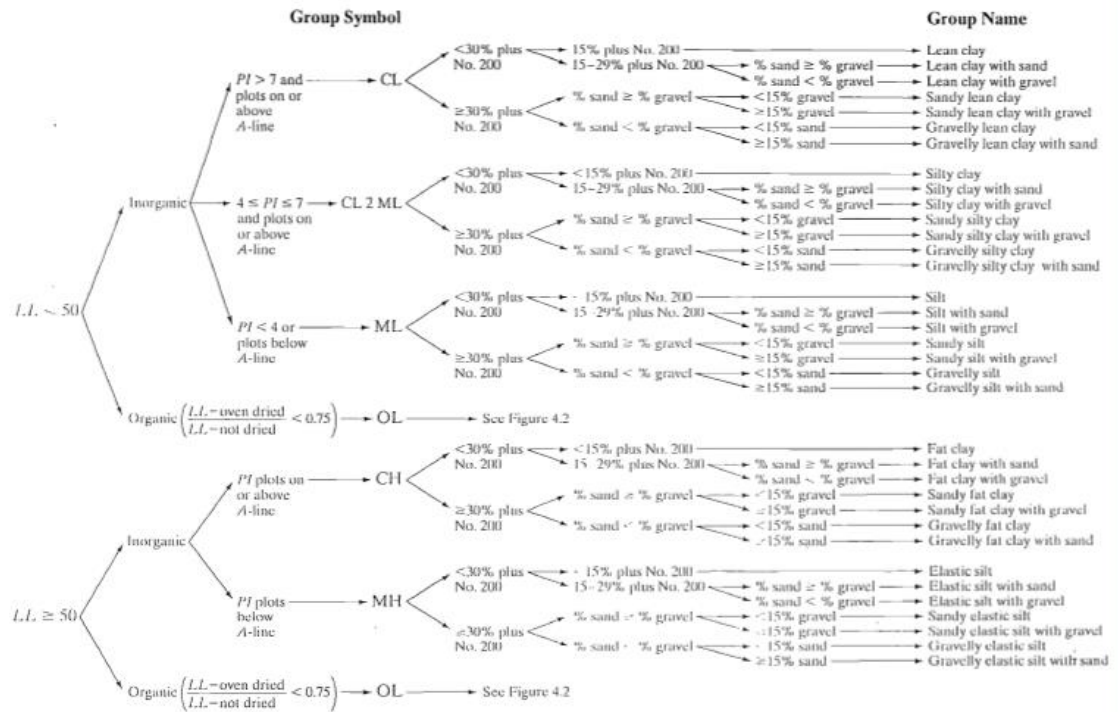 Group Symbol Group Name
<30% plus No. 200 15% plus No. 200 Lean clay
15–29% plus No. 200 % sand ≥ % gravel Lean clay with sand
% sand < % gravel Lean clay with gravel
PI > 7 and plots on or above A-line CL
≥30% plus No. 200 % sand ≥ % gravel <15% gravel Sandy lean clay
≥15% gravel Sandy lean clay with gravel
% sand < % gravel <15% sand Gravelly lean clay
≥15% sand Gravelly lean clay with sand
<30% plus No. 200 <15% plus No. 200 Silty clay
15–29% plus No. 200 % sand ≥ % gravel Silty clay with sand
% sand < % gravel Silty clay with gravel
Inorganic 4 ≤ PI ≤ 7 and plots on or above A-line CL 2 ML
≥30% plus No. 200 % sand ≥ % gravel <15% gravel Sandy silty clay
≥15% gravel Sandy silty clay with gravel
% sand < % gravel <15% sand Gravelly silty clay
≥15% sand Gravelly silty clay with sand
LL 50
<30% plus No. 200 15% plus No. 200 Silt
15–29% plus No. 200 % sand ≥ % gravel Silt with sand
% sand < % gravel Silt with gravel
PI < 4 or plots below A-line ML
≥30% plus No. 200 % sand ≥ % gravel <15% gravel Sandy silt
≥15% gravel Sandy silt with gravel
% sand < % gravel <15% sand Gravelly silt
≥15% sand Gravelly silt with sand
Organic (LL–oven dried / LL–not dried < 0.75) OL See Figure 4.2
<30% plus No. 200 <15% plus No. 200 Fat clay
15–29% plus No. 200 % sand ≥ % gravel Fat clay with sand
% sand % gravel Fat clay with gravel
PI plots on or above A-line CH
≥30% plus No. 200 % sand % gravel 15% gravel Sandy fat clay
15% gravel Sandy fat clay with gravel
% sand % gravel <15% sand Gravelly fat clay
15% sand Gravelly fat clay with sand
Inorganic
<30% plus No. 200 15% plus No. 200 Elastic silt
15–29% plus No. 200 % sand ≥ % gravel Elastic silt with sand
% sand < % gravel Elastic silt with gravel
LL ≥ 50 PI plots below A-line MH
30% plus No. 200 % sand % gravel 15% gravel Sandy elastic silt
15% gravel Sandy elastic silt with gravel
% sand % gravel 15% sand Gravelly elastic silt
≥15% sand Gravelly elastic silt with sand
Organic (LL–oven dried / LL–not dried < 0.75) OL See Figure 4.2